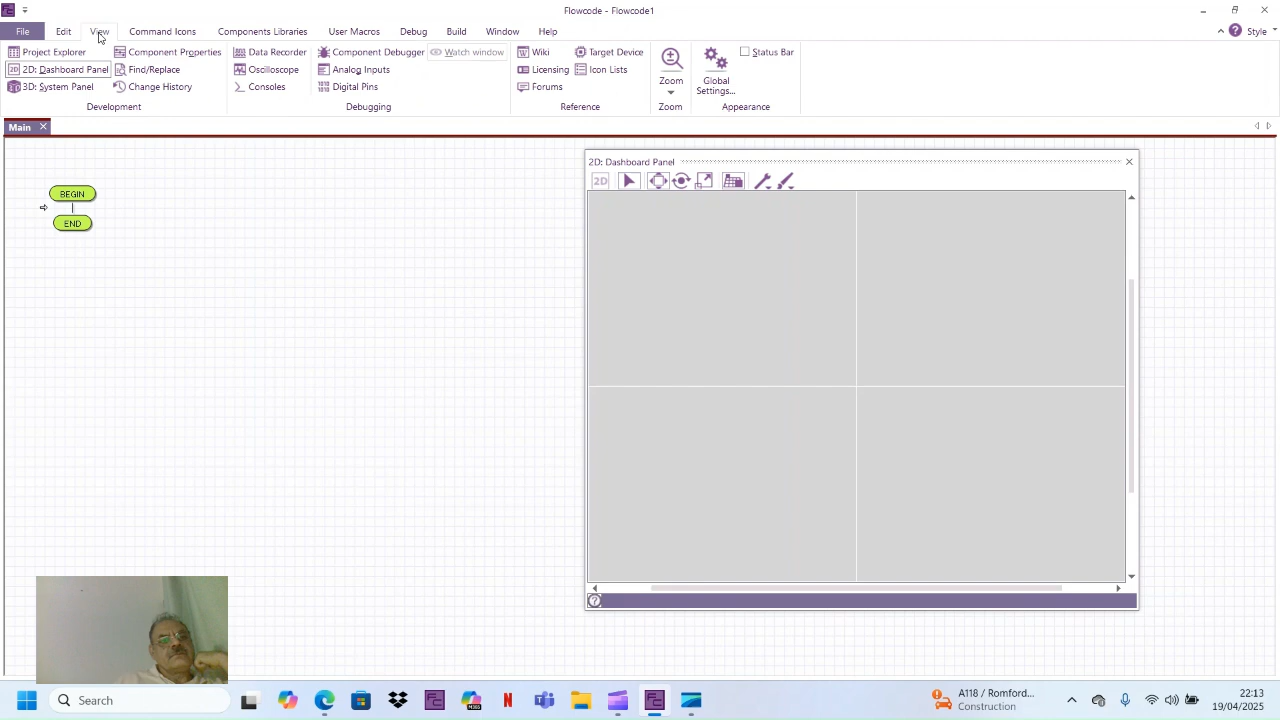 Flowcode - Flowcode1
File Edit View Command Icons Components Libraries User Macros Debug Build Window Help Style
Project Explorer Component Properties Data Recorder Component Debugger Watch window Wiki Target Device Status Bar
2D: Dashboard Panel Find/Replace Oscilloscope Analog Inputs Licensing Icon Lists Zoom Global Settings...
3D: System Panel Change History Consoles Digital Pins Forums
Development Debugging Reference Zoom Appearance
Main
2D: Dashboard Panel
2D
BEGIN
END
Search
A118 / Romford...
Construction
22:13
19/04/2025